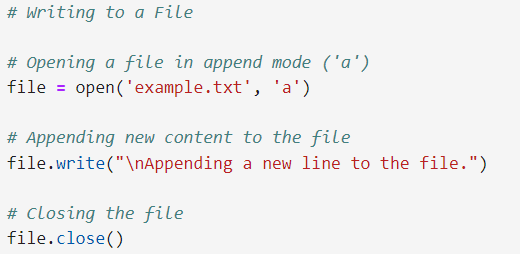 # Writing to a File
# Opening a file in append mode ('a')
file = open('example.txt', 'a')
# Appending new content to the file
file.write("\nAppending a new line to the file.")
# Closing the file
file.close()